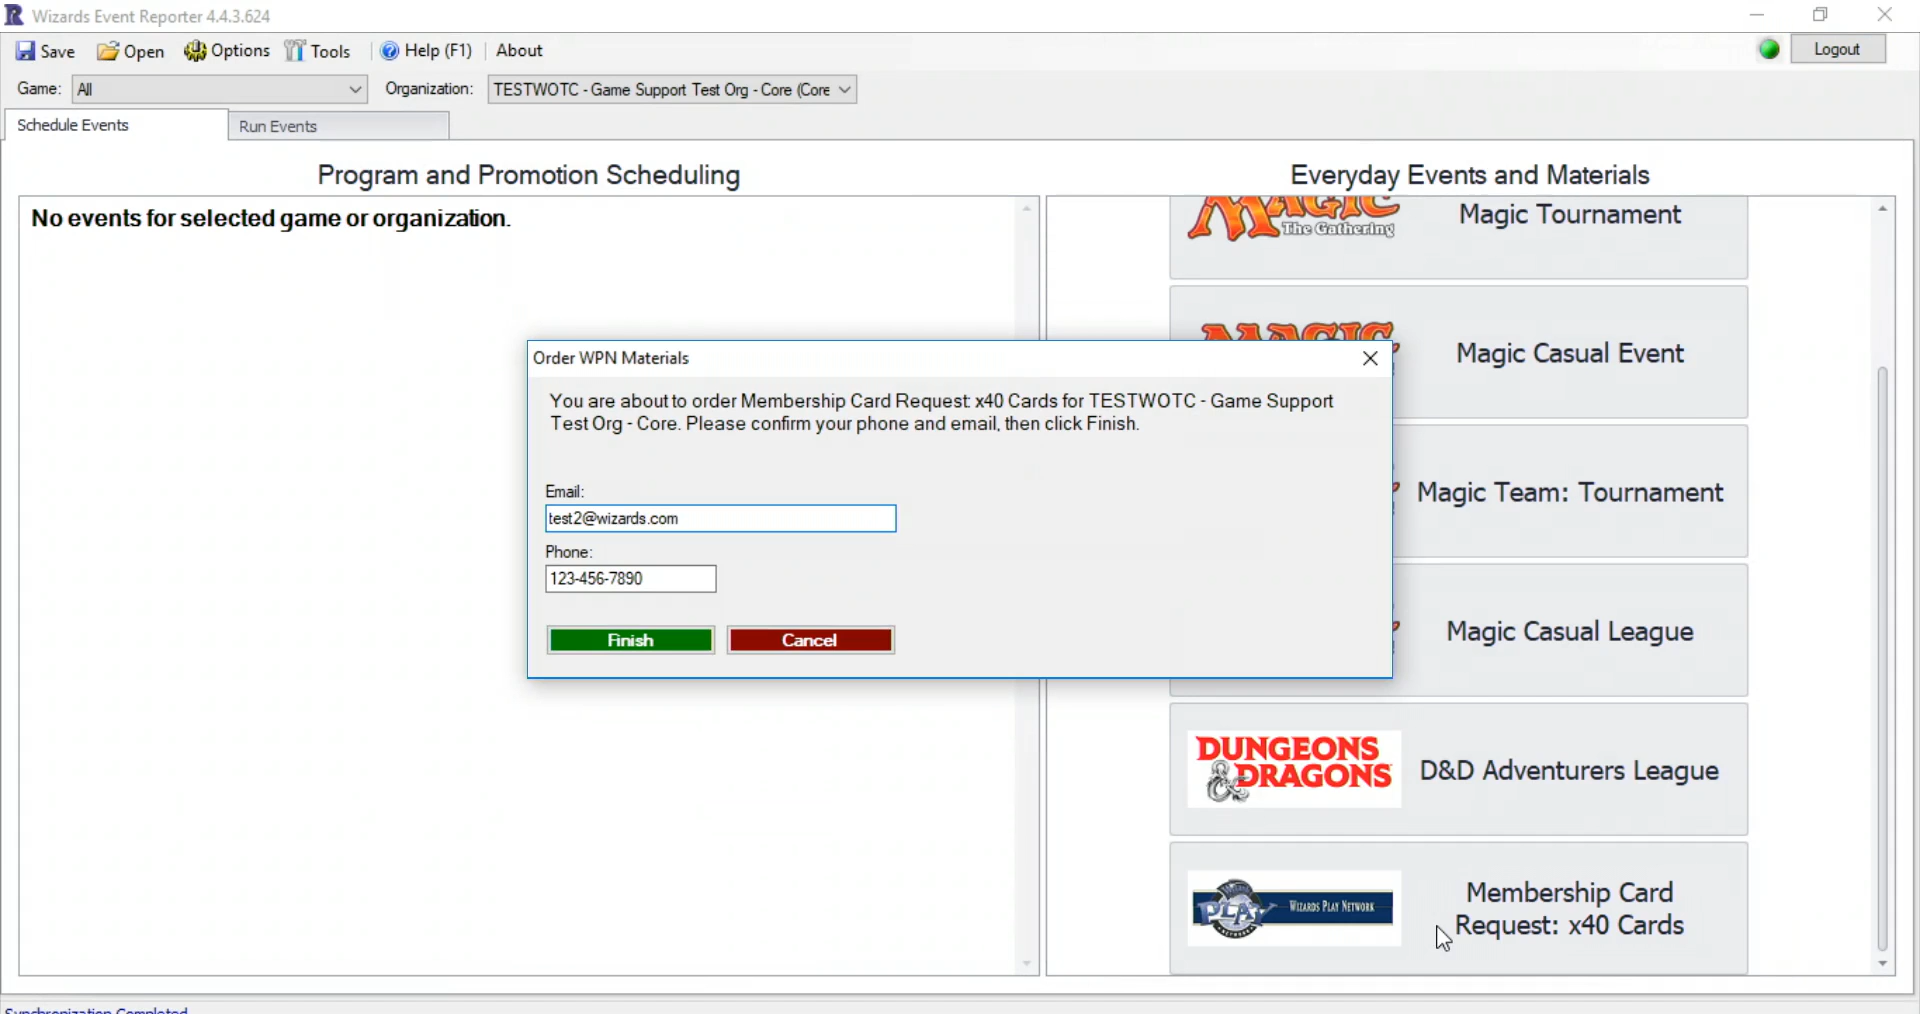 Wizards Event Reporter 4.4.3.624
Save Open Options Tools Help (F1) About Logout
Game: All Organization: TESTWOTC - Game Support Test Org - Core (Core
Schedule Events Run Events
Program and Promotion Scheduling
No events for selected game or organization.
Everyday Events and Materials
MAGIC
The Gathering
Magic Tournament
MAGIC
Magic Casual Event
Magic Team: Tournament
Magic Casual League
DUNGEONS
& DRAGONS
D&D Adventurers League
PLAY
NETWORK
WIZARDS PLAY NETWORK
Membership Card
Request: x40 Cards
Order WPN Materials
You are about to order Membership Card Request: x40 Cards for TESTWOTC - Game Support
Test Org - Core. Please confirm your phone and email, then click Finish.
Email:
test2@wizards.com
Phone:
123-456-7890
Finish Cancel
Synchronization Completed